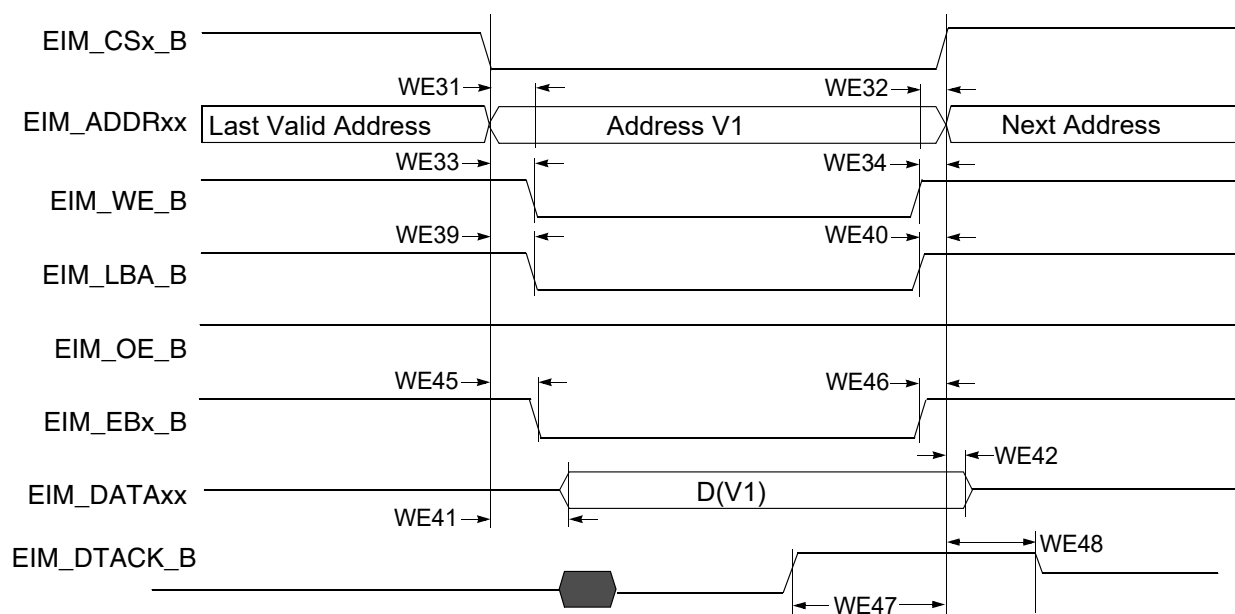 EIM_CSx_B
WE31
WE32
EIM_ADDRxx
Last Valid Address
Address V1
Next Address
WE33
WE34
EIM_WE_B
WE39
WE40
EIM_LBA_B
EIM_OE_B
WE45
WE46
EIM_EBx_B
WE42
EIM_DATAxx
D(V1)
WE41
EIM_DTACK_B
WE48
WE47